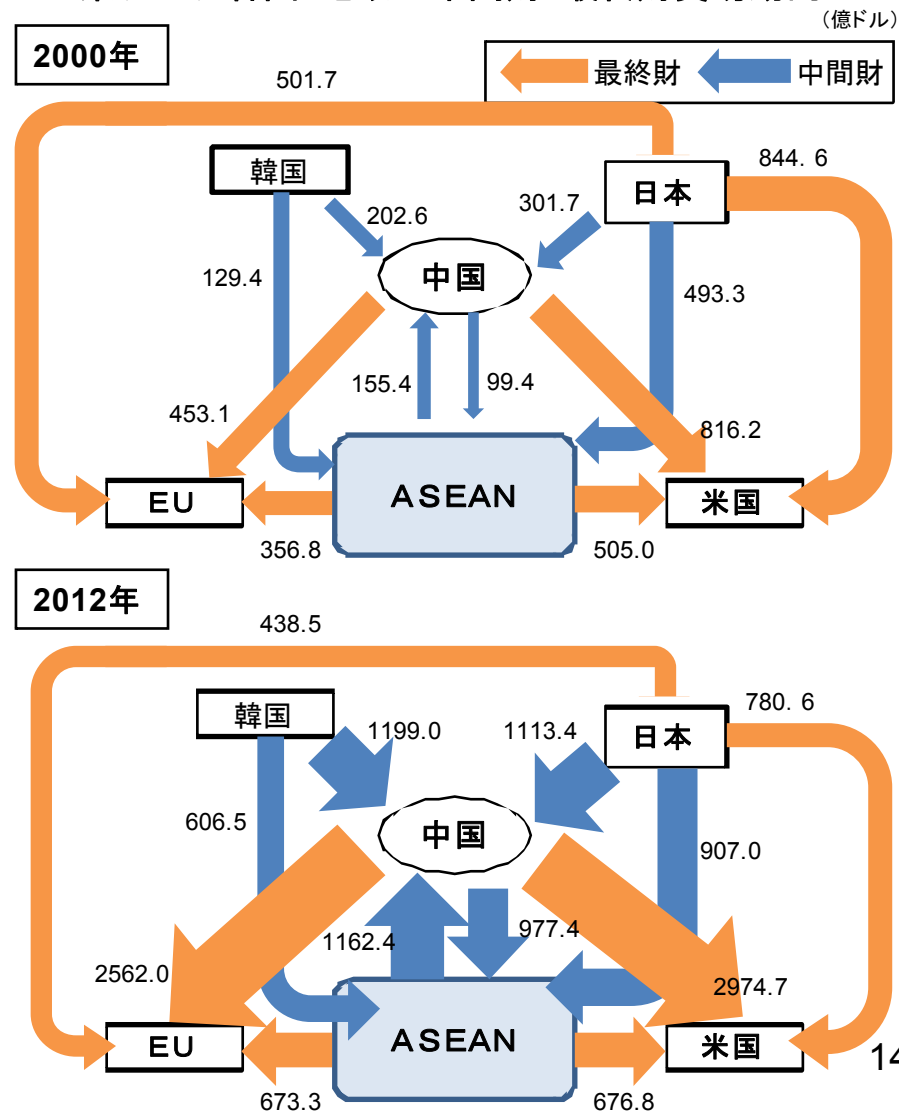 （億ドル）
2000年
最終財
中間財
501.7
韓国
日本
844. 6
202.6
301.7
中国
129.4
493.3
155.4
99.4
453.1
816.2
EU
ASEAN
米国
356.8
505.0
2012年
438.5
韓国
日本
780. 6
1199.0
1113.4
中国
606.5
907.0
1162.4
977.4
2562.0
2974.7
EU
ASEAN
米国
14
673.3
676.8